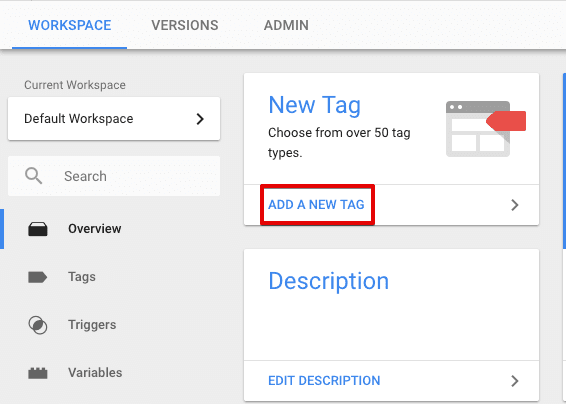 WORKSPACE
VERSIONS
ADMIN
Current Workspace
Default Workspace
Search
Overview
Tags
Triggers
Variables
New Tag
Choose from over 50 tag
types.
ADD A NEW TAG
Description
EDIT DESCRIPTION